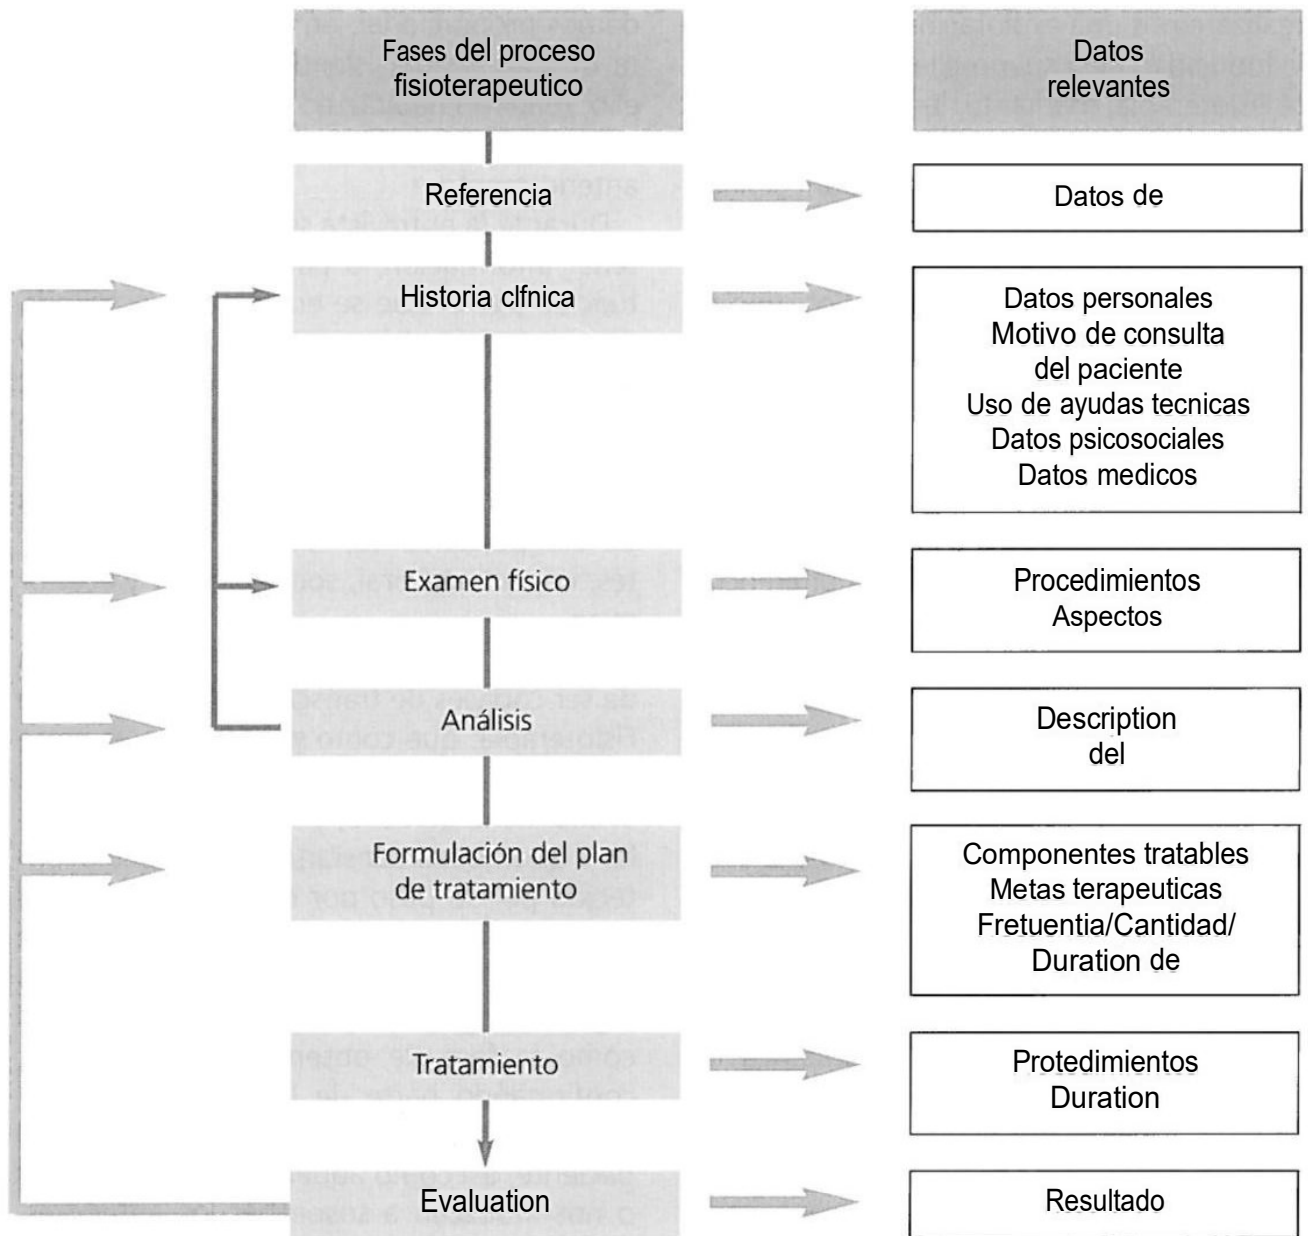 Fases del proceso
fisioterapeutico
Datos
relevantes
Referencia
Datos de
Historia clfnica
Datos personales
Motivo de consulta
del paciente
Uso de ayudas tecnicas
Datos psicosociales
Datos medicos
Examen físico
Procedimientos
Aspectos
Análisis
Description
del
Formulación del plan
de tratamiento
Componentes tratables
Metas terapeuticas
Fretuentia/Cantidad/
Duration de
Tratamiento
Protedimientos
Duration
Evaluation
Resultado